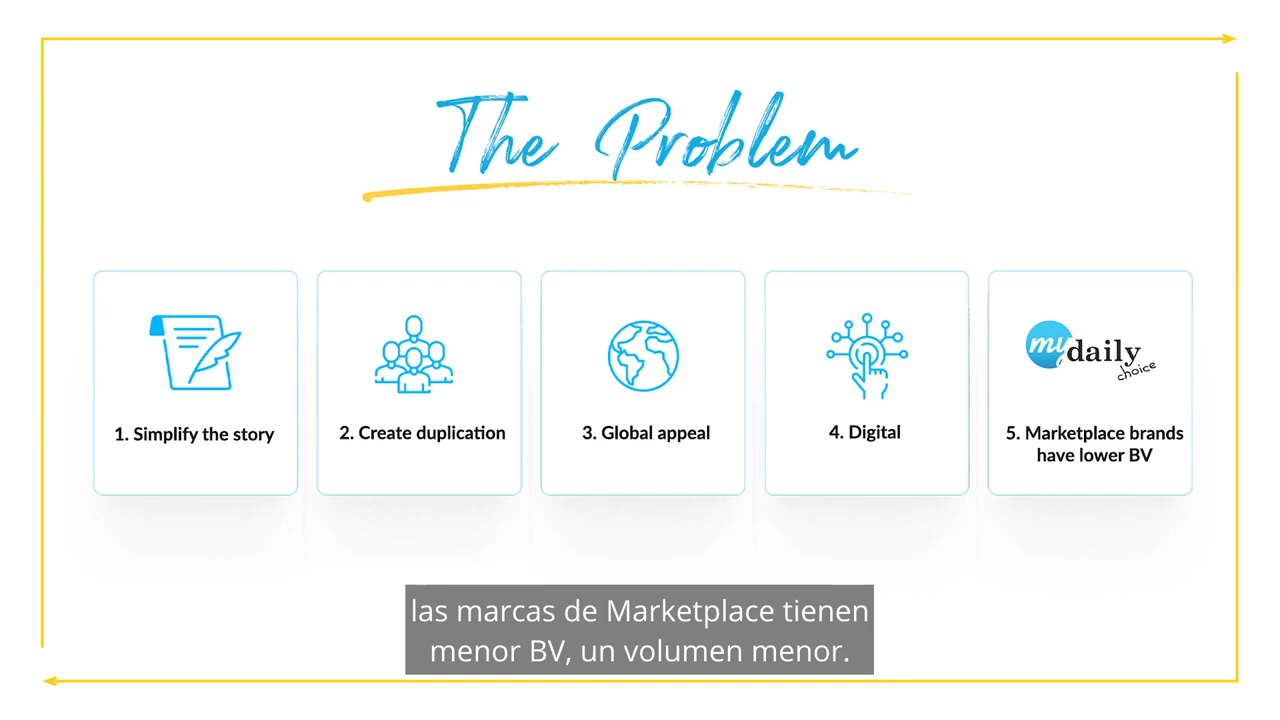 The Problem
1. Simplify the story
2. Create duplication
3. Global appeal
4. Digital
my daily
choice
5. Marketplace brands
have lower BV
las marcas de Marketplace tienen
menor BV, un volumen menor.